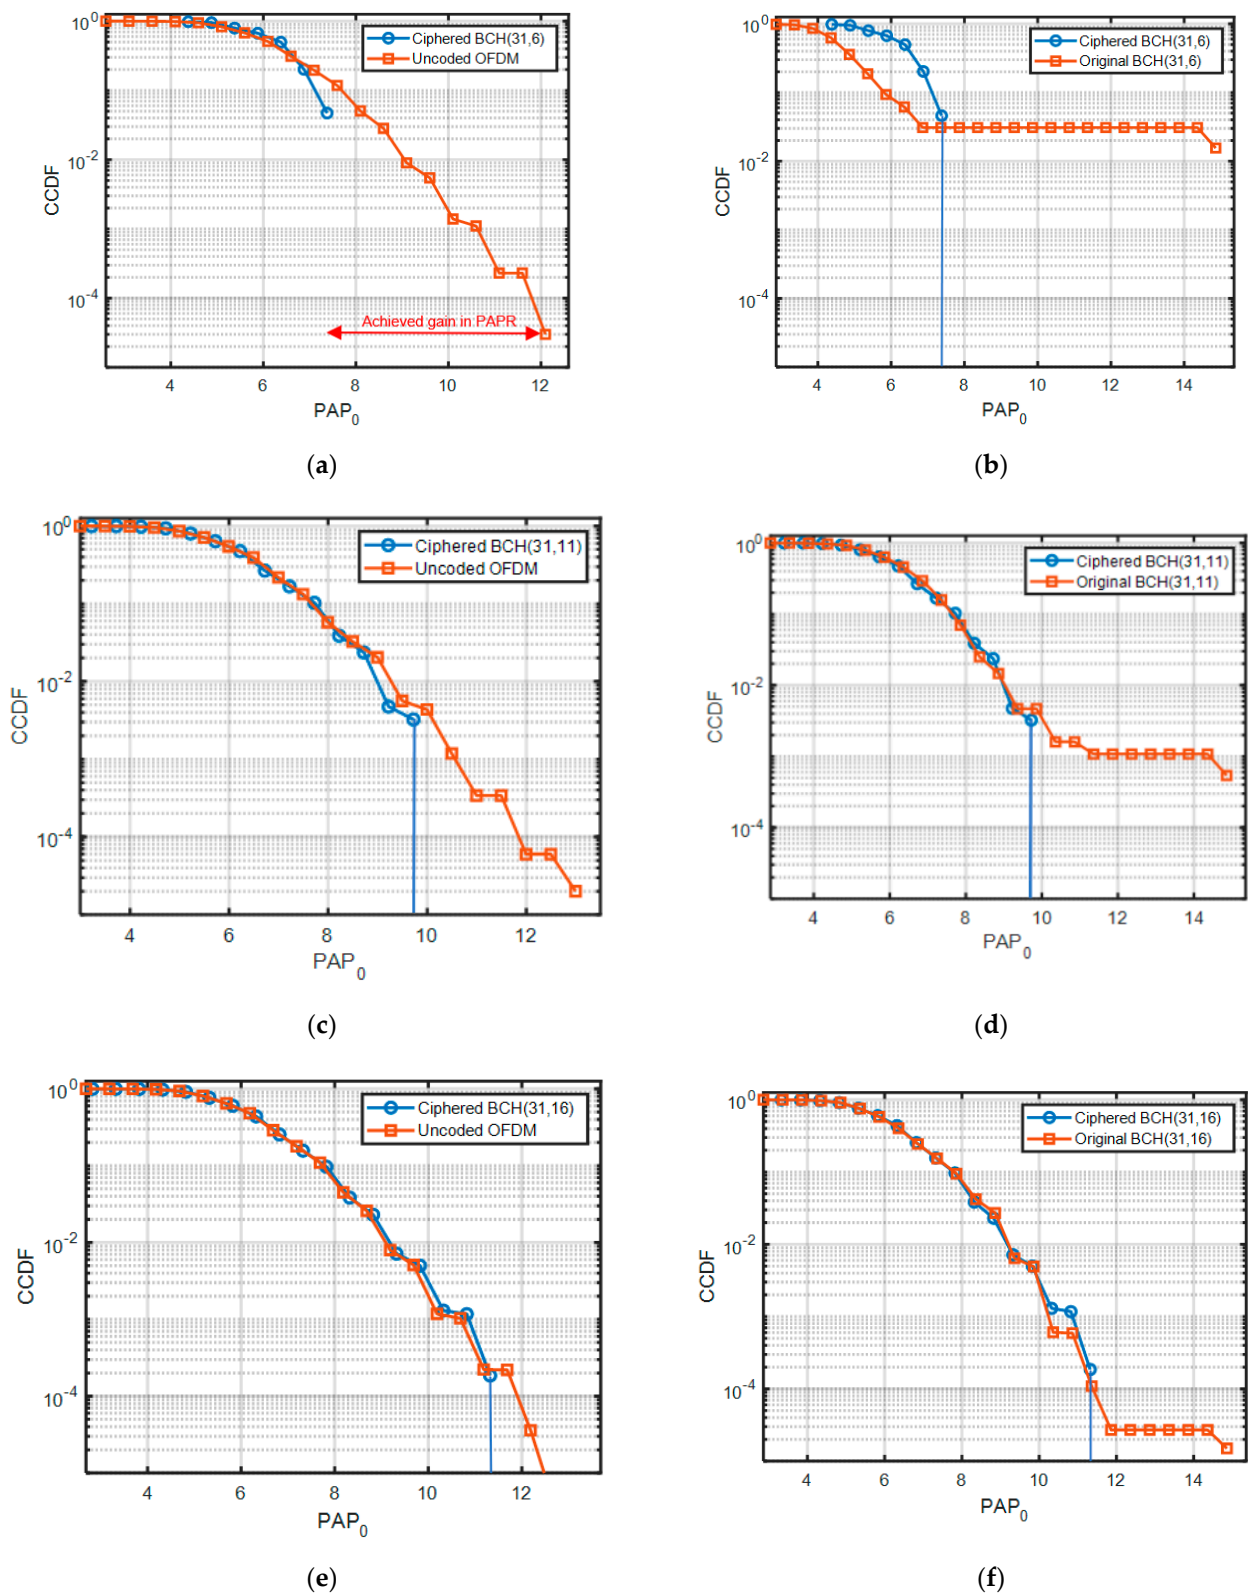 10^0
10^-2
10^-4
CCDF
Ciphered BCH(31,6)
Uncoded OFDM
Achieved gain in PAPR
4 6 8 10 12
PAP_0
(a)
10^0
10^-2
10^-4
CCDF
Ciphered BCH(31,6)
Original BCH(31,6)
4 6 8 10 12 14
PAP_0
(b)
10^0
10^-2
10^-4
CCDF
Ciphered BCH(31,11)
Uncoded OFDM
4 6 8 10 12
PAP_0
(c)
10^0
10^-2
10^-4
CCDF
Ciphered BCH(31,11)
Original BCH(31,11)
4 6 8 10 12 14
PAP_0
(d)
10^0
10^-2
10^-4
CCDF
Ciphered BCH(31,16)
Uncoded OFDM
4 6 8 10 12
PAP_0
(e)
10^0
10^-2
10^-4
CCDF
Ciphered BCH(31,16)
Original BCH(31,16)
4 6 8 10 12 14
PAP_0
(f)